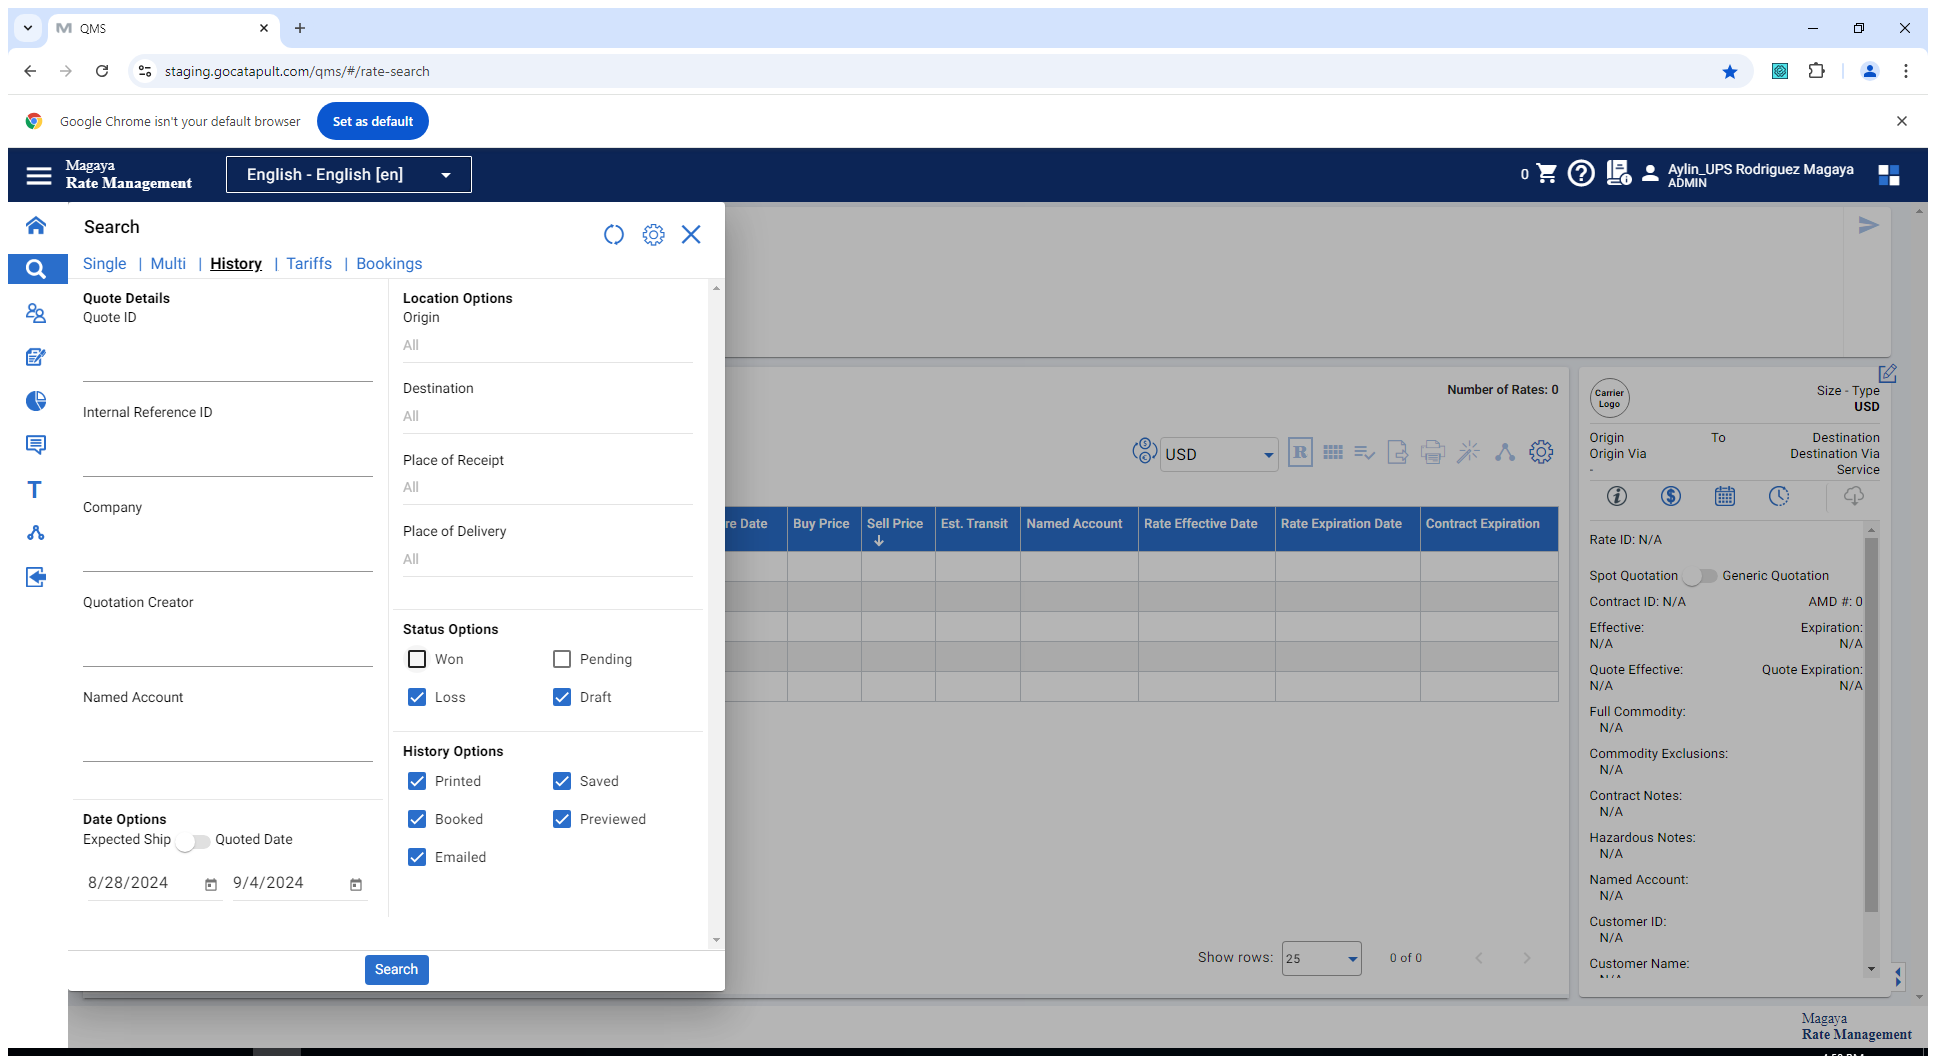 QMS
staging.gocatapult.com/qms/#/rate-search
Google Chrome isn't your default browser
Set as default
Magaya
Rate Management
English - English [en]
0
Aylin_UPS Rodriguez Magaya
ADMIN
Search
Single | Multi | History | Tariffs | Bookings
Quote Details
Quote ID
Internal Reference ID
Company
Quotation Creator
Named Account
Date Options
Expected Ship
Quoted Date
8/28/2024
9/4/2024
Location Options
Origin
All
Destination
All
Place of Receipt
All
Place of Delivery
All
Status Options
Won
Pending
Loss
Draft
History Options
Printed
Saved
Booked
Previewed
Emailed
Search
Number of Rates: 0
USD
R
re Date
Buy Price
Sell Price
Est. Transit
Named Account
Rate Effective Date
Rate Expiration Date
Contract Expiration
Show rows:
25
0 of 0
Carrier
Logo
Size - Type
USD
Origin To Destination
Origin Via Destination Via
- Service
Rate ID: N/A
Spot Quotation Generic Quotation
Contract ID: N/A AMD #: 0
Effective: Expiration:
N/A N/A
Quote Effective: Quote Expiration:
N/A N/A
Full Commodity:
N/A
Commodity Exclusions:
N/A
Contract Notes:
N/A
Hazardous Notes:
N/A
Named Account:
N/A
Customer ID:
N/A
Customer Name:
Magaya
Rate Management